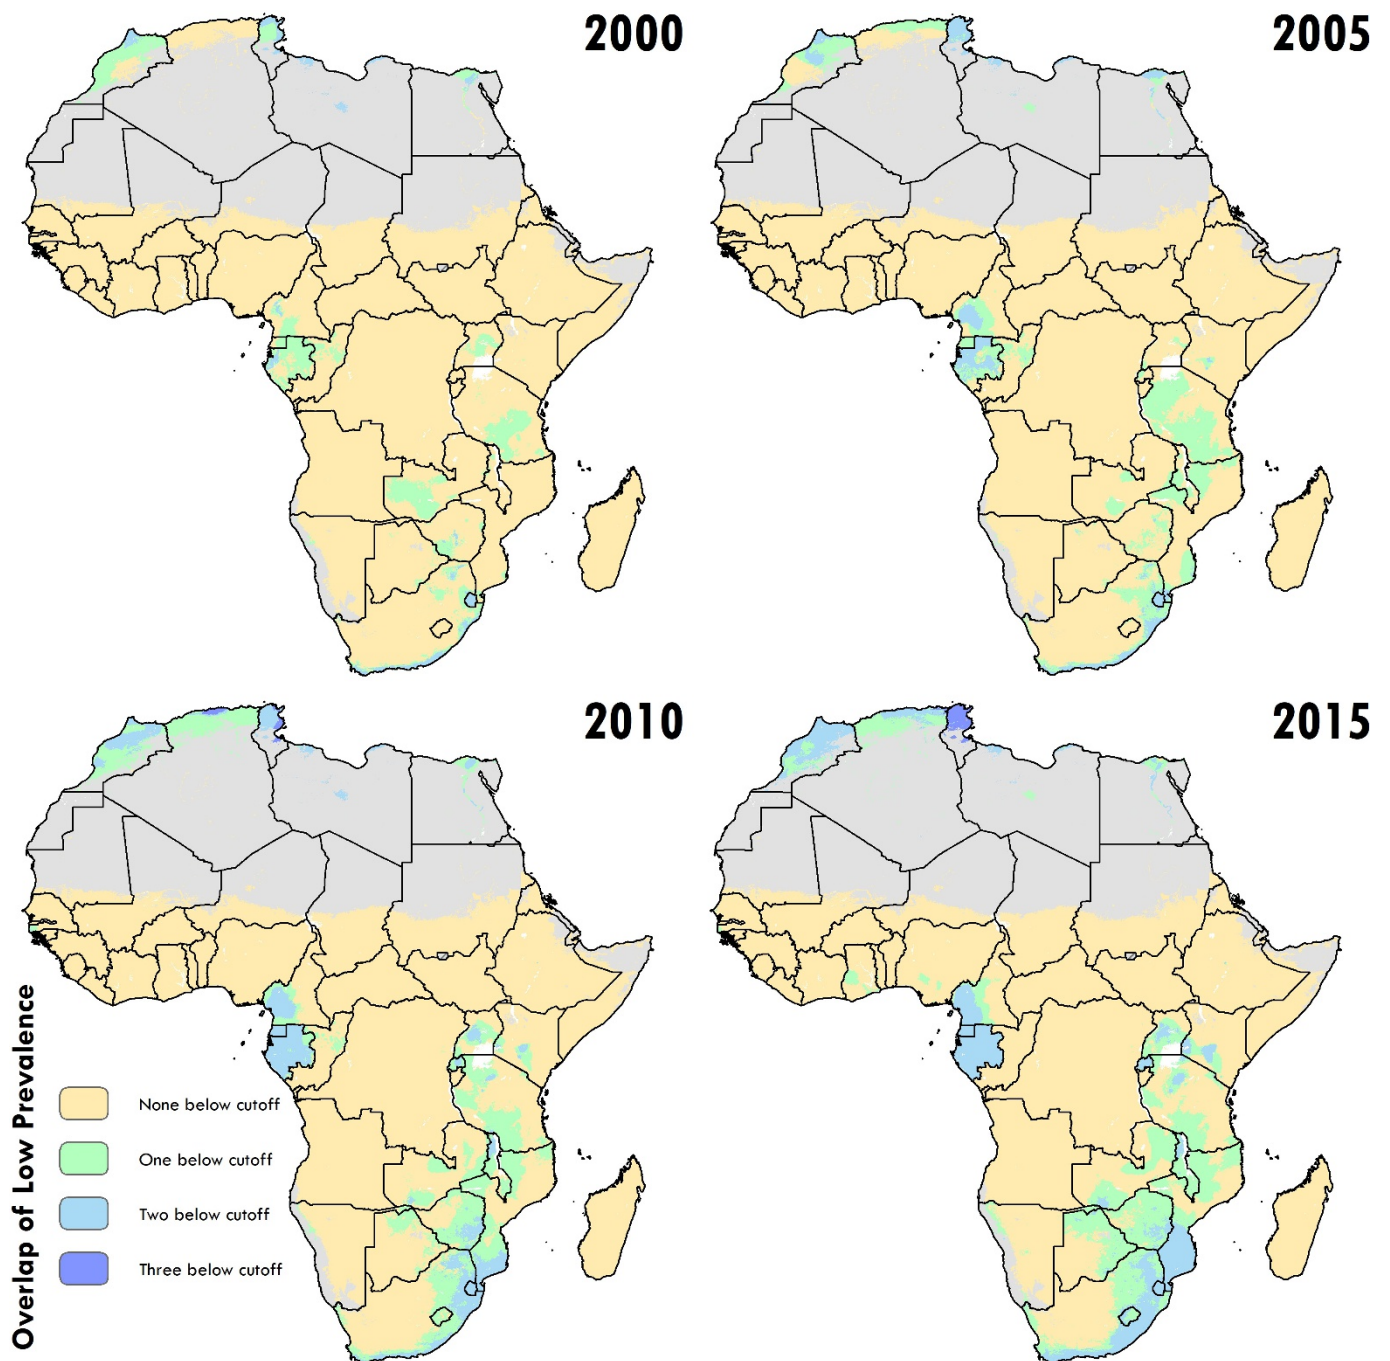 2000
2005
2010
2015
Overlap of Low Prevalence
None below cutoff
One below cutoff
Two below cutoff
Three below cutoff